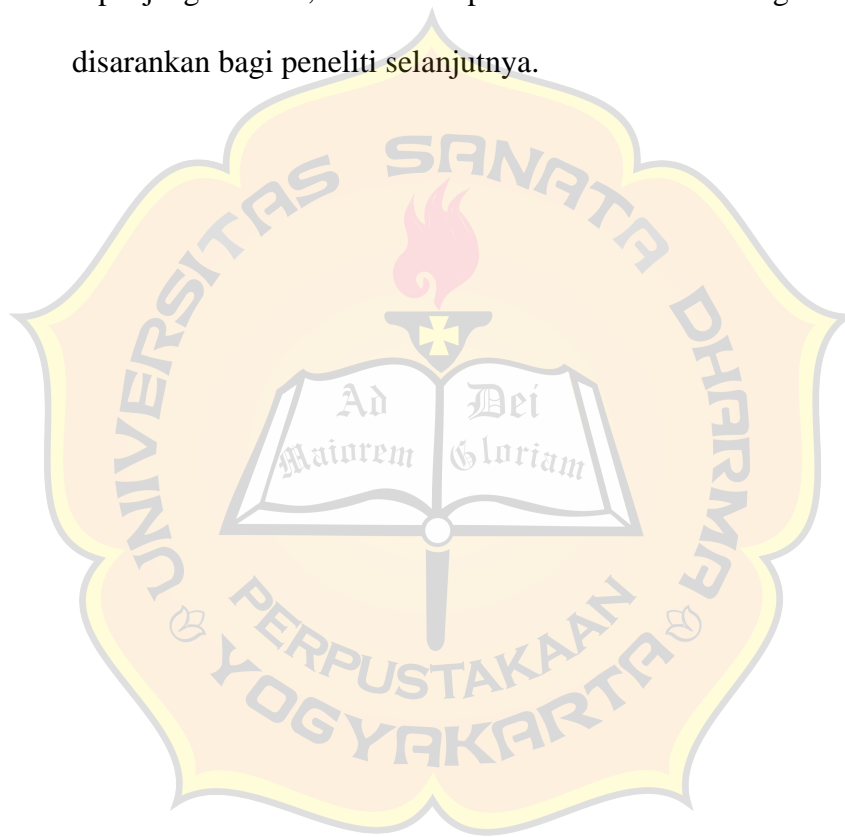 disarankan bagi peneliti selanjutnya.
UNIVERSITAS SANATA DHARMA
Ad Dei
Maiorem Gloriam
PERPUSTAKAAN
YOGYAKARTA